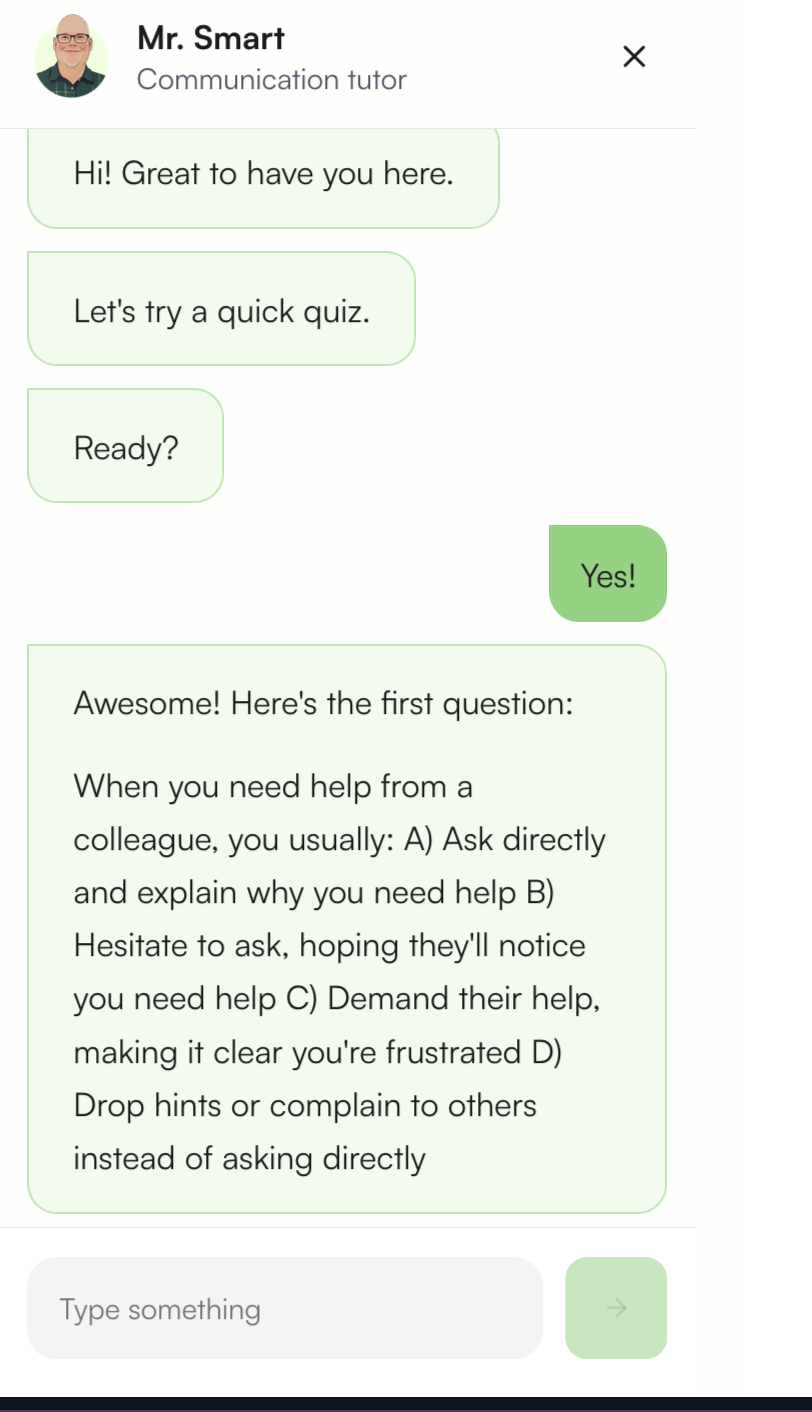 Mr. Smart
Communication tutor
Hi! Great to have you here.
Let's try a quick quiz.
Ready?
Yes!
Awesome! Here's the first question:
When you need help from a
colleague, you usually: A) Ask directly
and explain why you need help B)
Hesitate to ask, hoping they'll notice
you need help C) Demand their help,
making it clear you're frustrated D)
Drop hints or complain to others
instead of asking directly
Type something